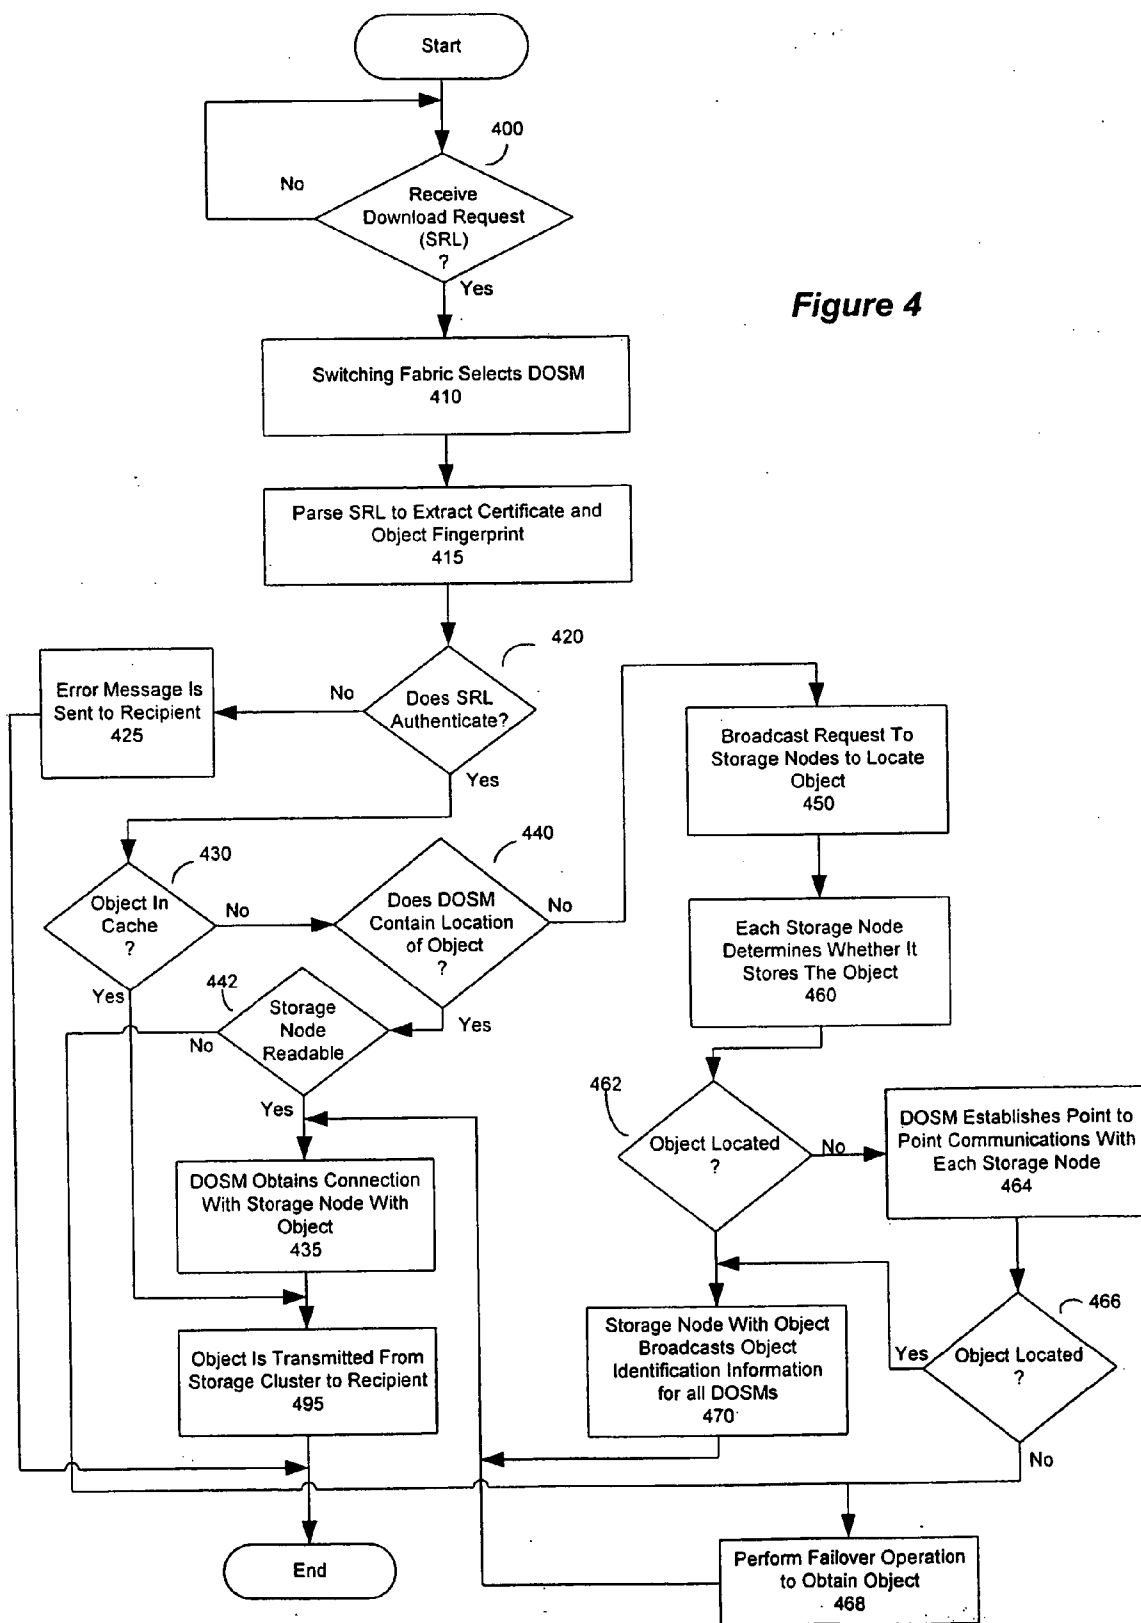 Start
400
No
Receive
Download Request
(SRL)
?
Yes
Figure 4
Switching Fabric Selects DOSM
410
Parse SRL to Extract Certificate and
Object Fingerprint
415
420
Error Message Is
Sent to Recipient
425
No
Does SRL
Authenticate?
Yes
Broadcast Request To
Storage Nodes to Locate
Object
450
430
440
Object In
Cache
?
No
Does DOSM
Contain Location
of Object
?
No
Each Storage Node
Determines Whether It
Stores The Object
460
Yes
442
Storage
Node
Readable
Yes
No
Yes
462
Object Located
?
No
DOSM Establishes Point to
Point Communications With
Each Storage Node
464
DOSM Obtains Connection
With Storage Node With
Object
435
466
Storage Node With Object
Broadcasts Object
Identification Information
for all DOSMs
470
Yes
Object Located
?
Object Is Transmitted From
Storage Cluster to Recipient
495
No
End
Perform Failover Operation
to Obtain Object
468